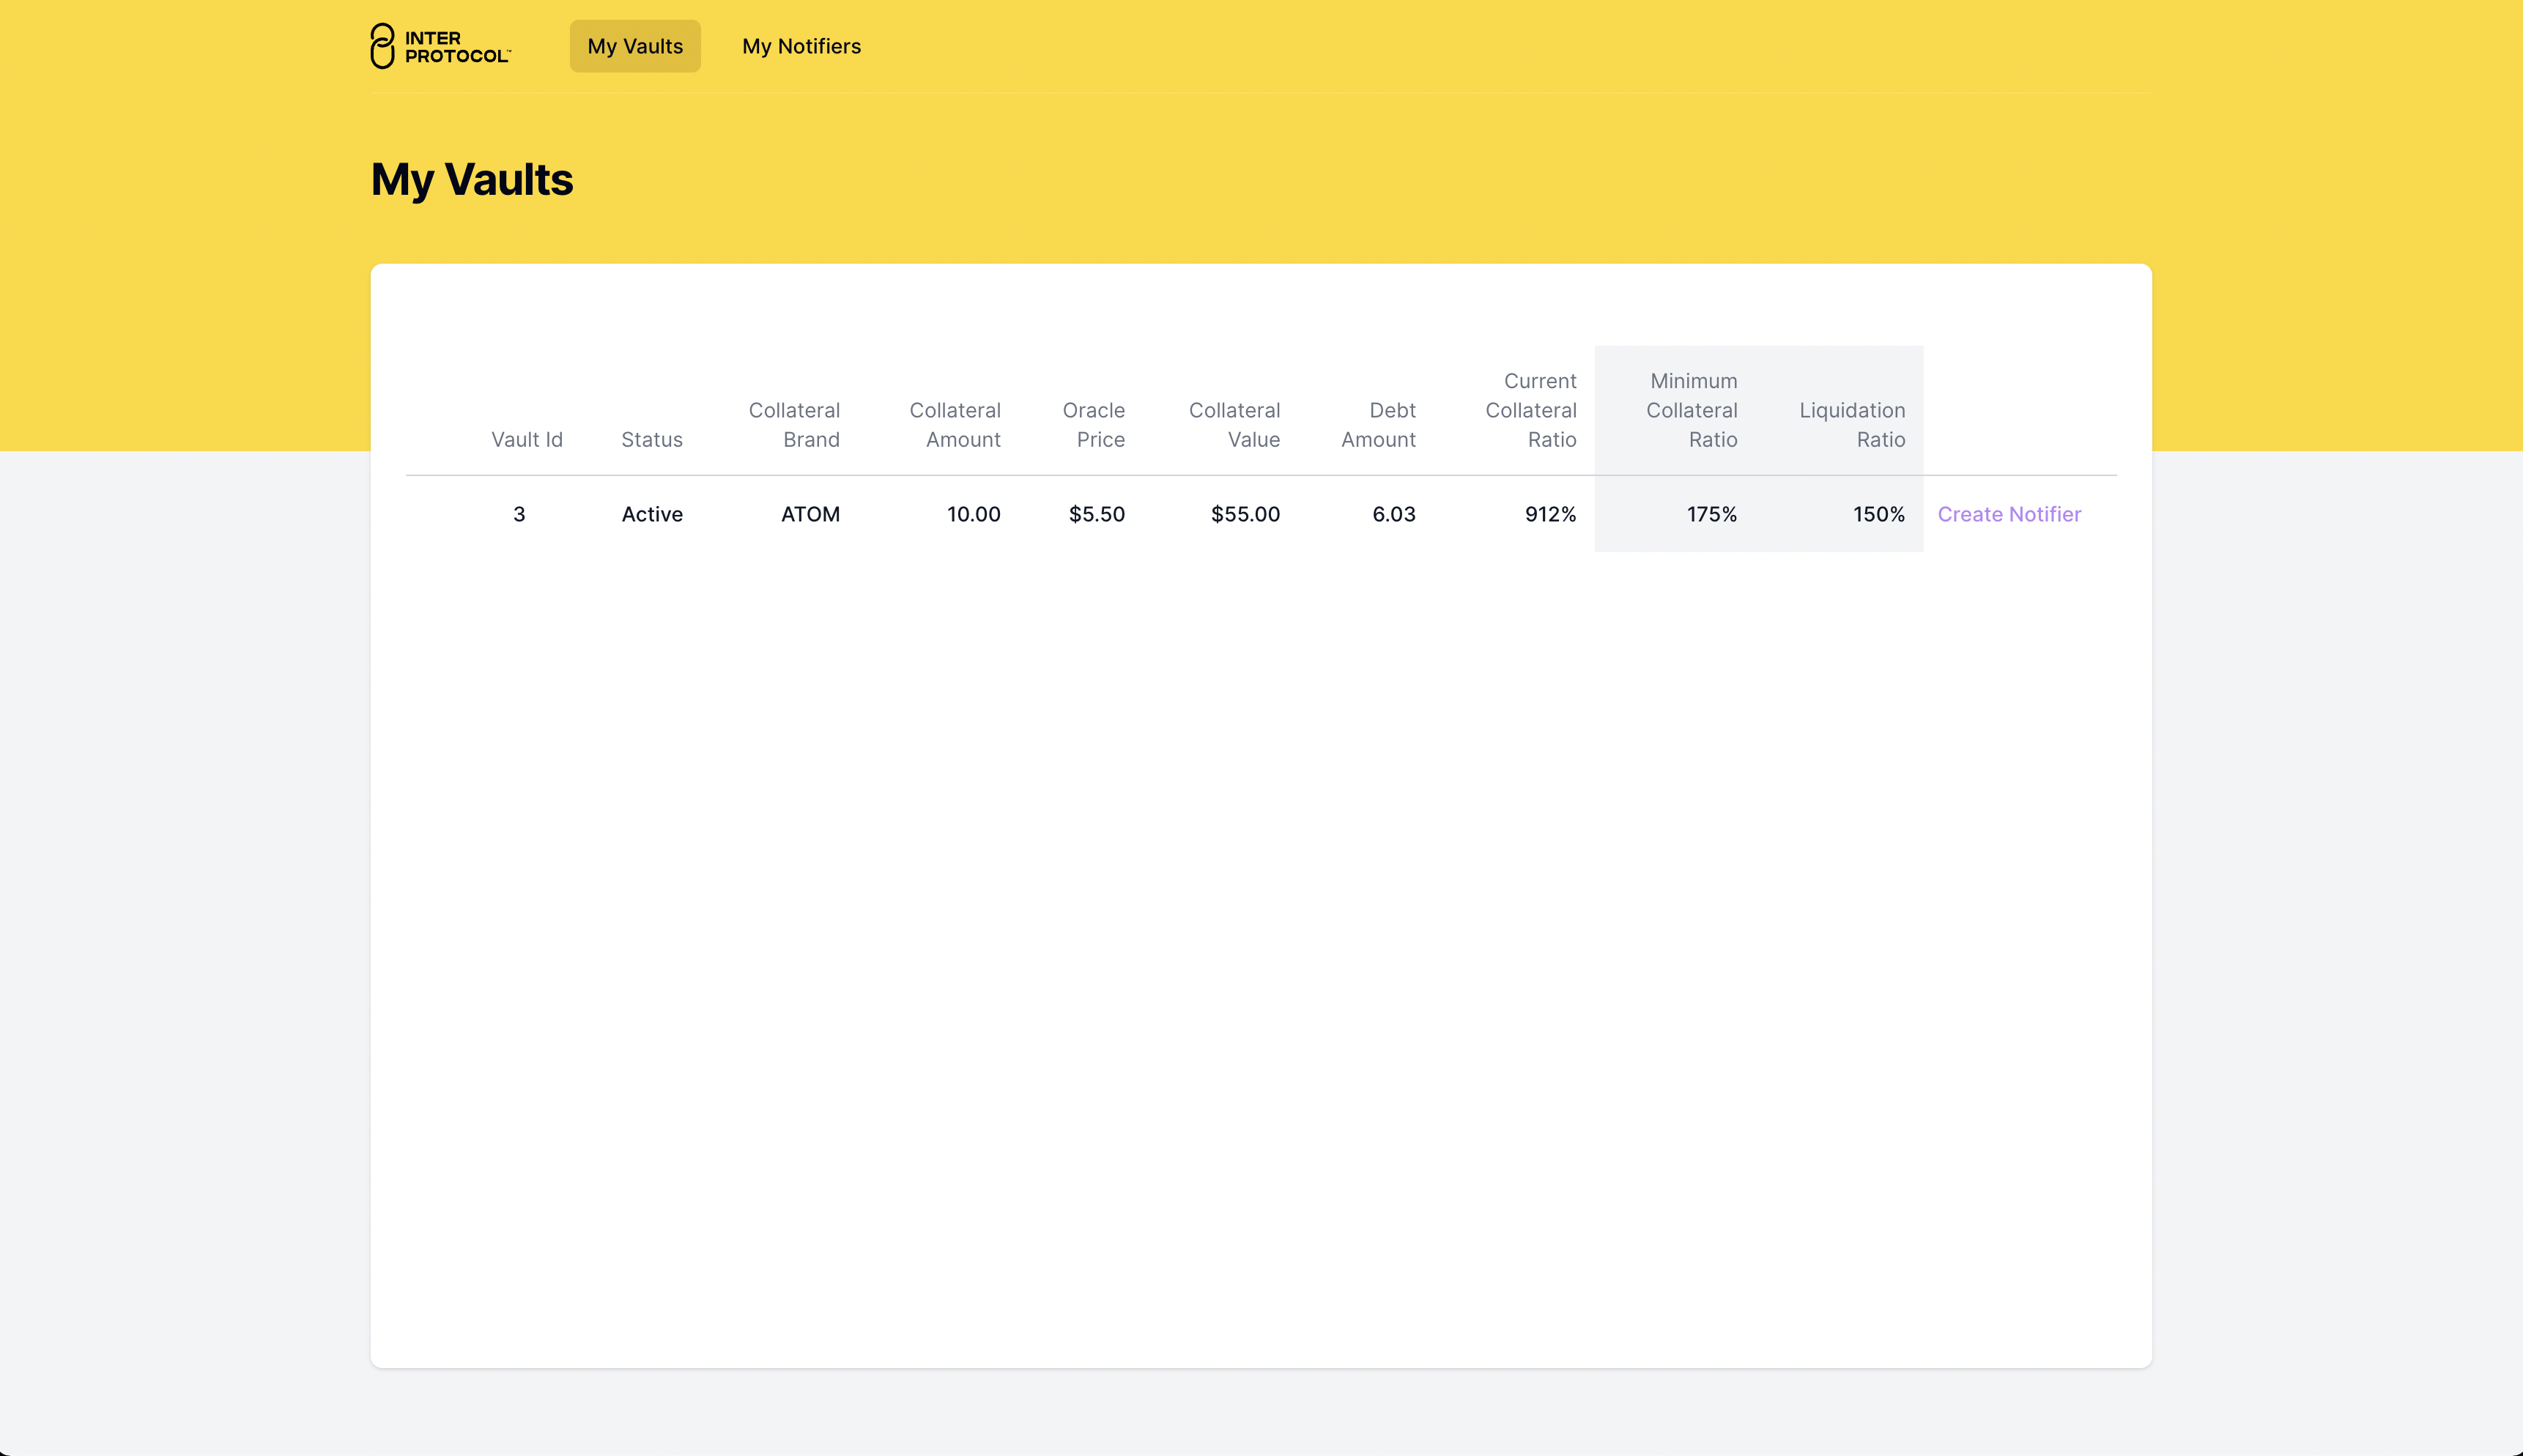 INTER
PROTOCOL™
My Vaults
My Notifiers
My Vaults
Vault Id
Status
Collateral
Brand
Collateral
Amount
Oracle
Price
Collateral
Value
Debt
Amount
Current
Collateral
Ratio
Minimum
Collateral
Ratio
Liquidation
Ratio
3 Active ATOM 10.00 $5.50 $55.00 6.03 912% 175% 150% Create Notifier